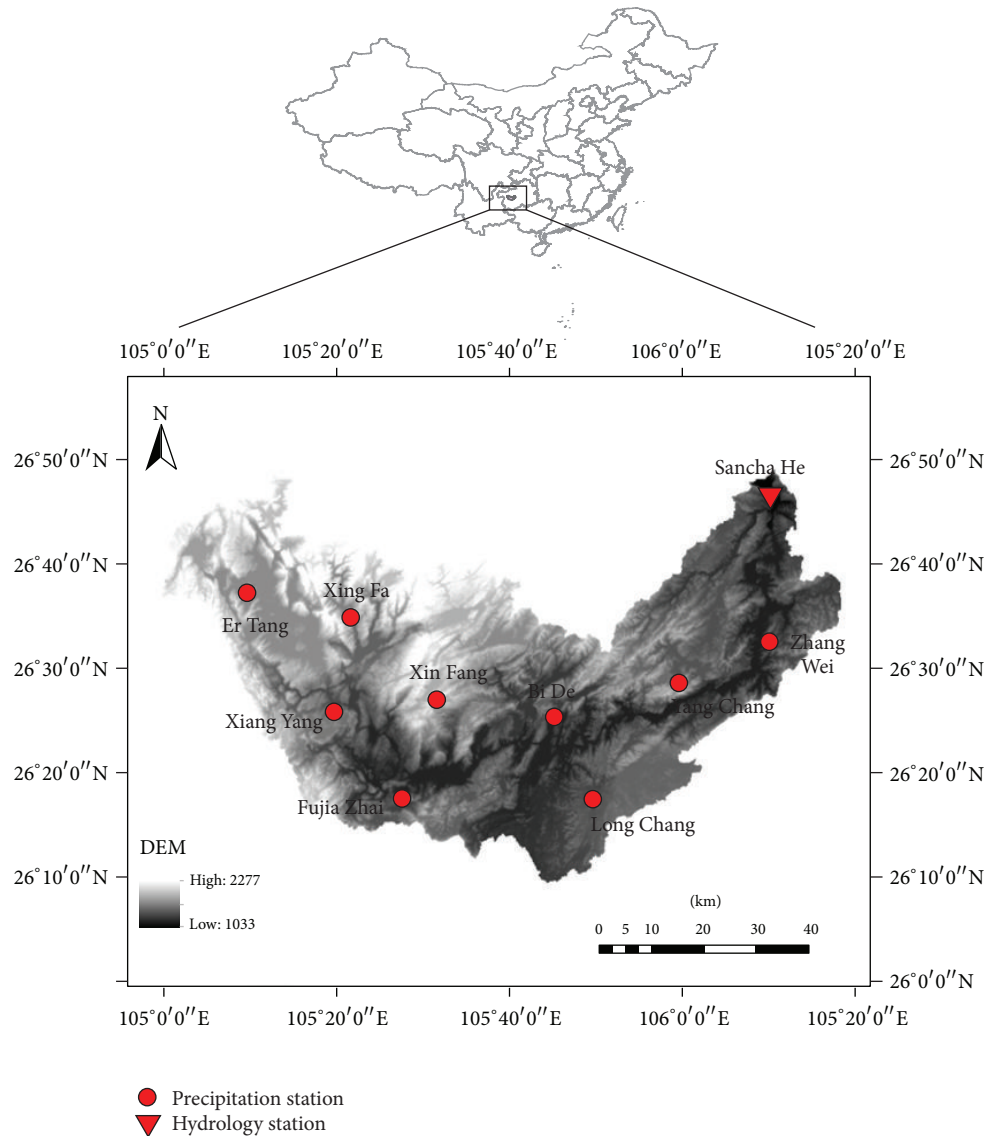 105°0′0″E 105°20′0″E 105°40′0″E 106°0′0″E 105°20′0″E
N
26°50′0″N 26°50′0″N
Sancha He
26°40′0″N 26°40′0″N
Xing Fa
Er Tang
Zhang
Wei
26°30′0″N 26°30′0″N
Xin Fang
Bi De
Yang Chang
Xiang Yang
26°20′0″N 26°20′0″N
Fujia Zhai
Long Chang
DEM
High: 2277
Low: 1033
26°10′0″N 26°10′0″N
(km)
0 5 10 20 30 40
26°0′0″N
105°0′0″E 105°20′0″E 105°40′0″E 106°0′0″E 105°20′0″E
Precipitation station
Hydrology station